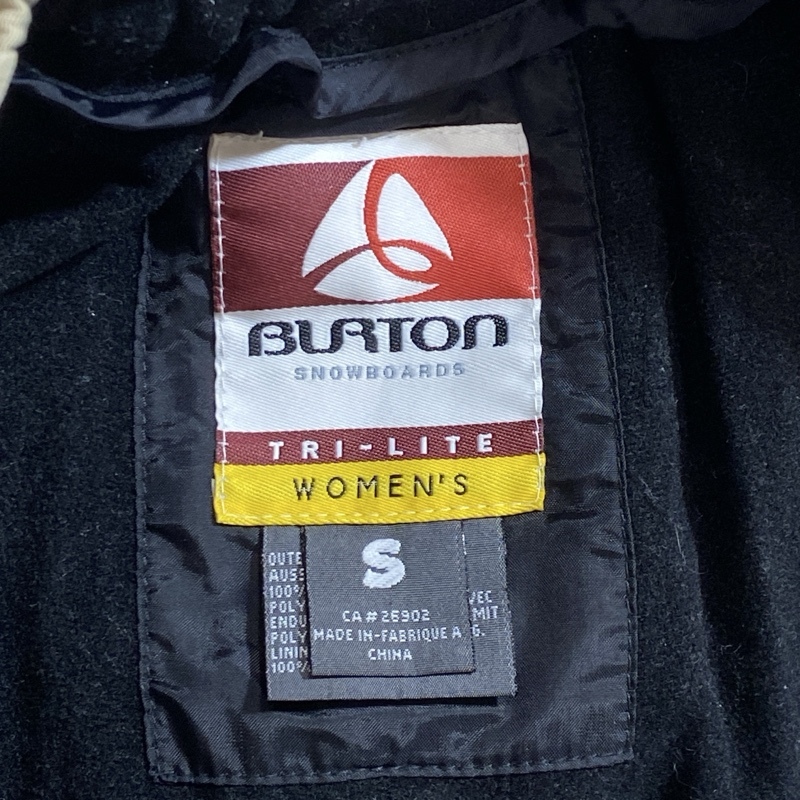 BURTON
SNOWBOARDS
TRI-LITE
WOMEN'S
S
CA#26902
MADE IN-FABRIQUE A
CHINA
OUTE
AUSS
100%
POLY
ENDU
POLY
LININ
100%
VEC
MIT
G.